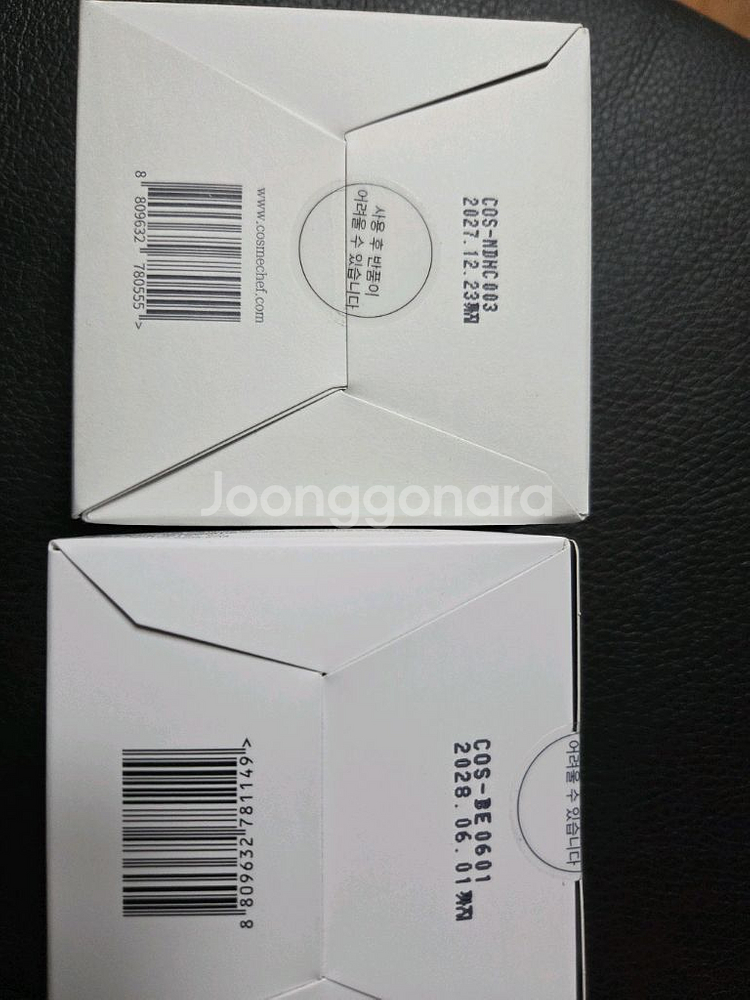 COS-NDHC003
2027.12.23까지
사용 후 반품이
어려울 수 있습니다
www.cosmechef.com
8 809632 780555 >
Joonggonara
어려울 수 있습니다
COS-BE0601
2028.06.01까지
8 809632 781149 >